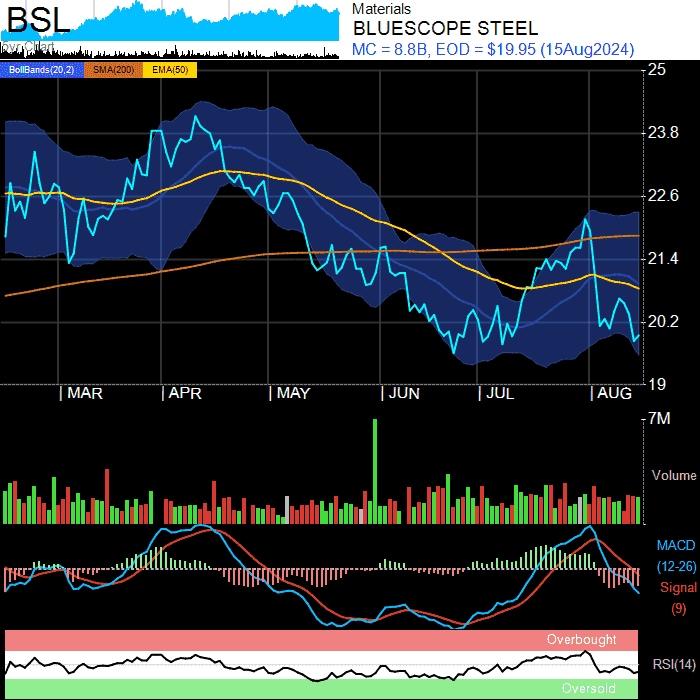 BSL
Materials
BLUESCOPE STEEL
MC = 8.8B, EOD = $19.95 (15Aug2024)
BollBands(20,2) SMA(200) EMA(50)
25
23.8
22.6
21.4
20.2
19
MAR APR MAY JUN JUL AUG
7M
Volume
MACD
(12-26)
Signal
(9)
Overbought
RSI(14)
Oversold